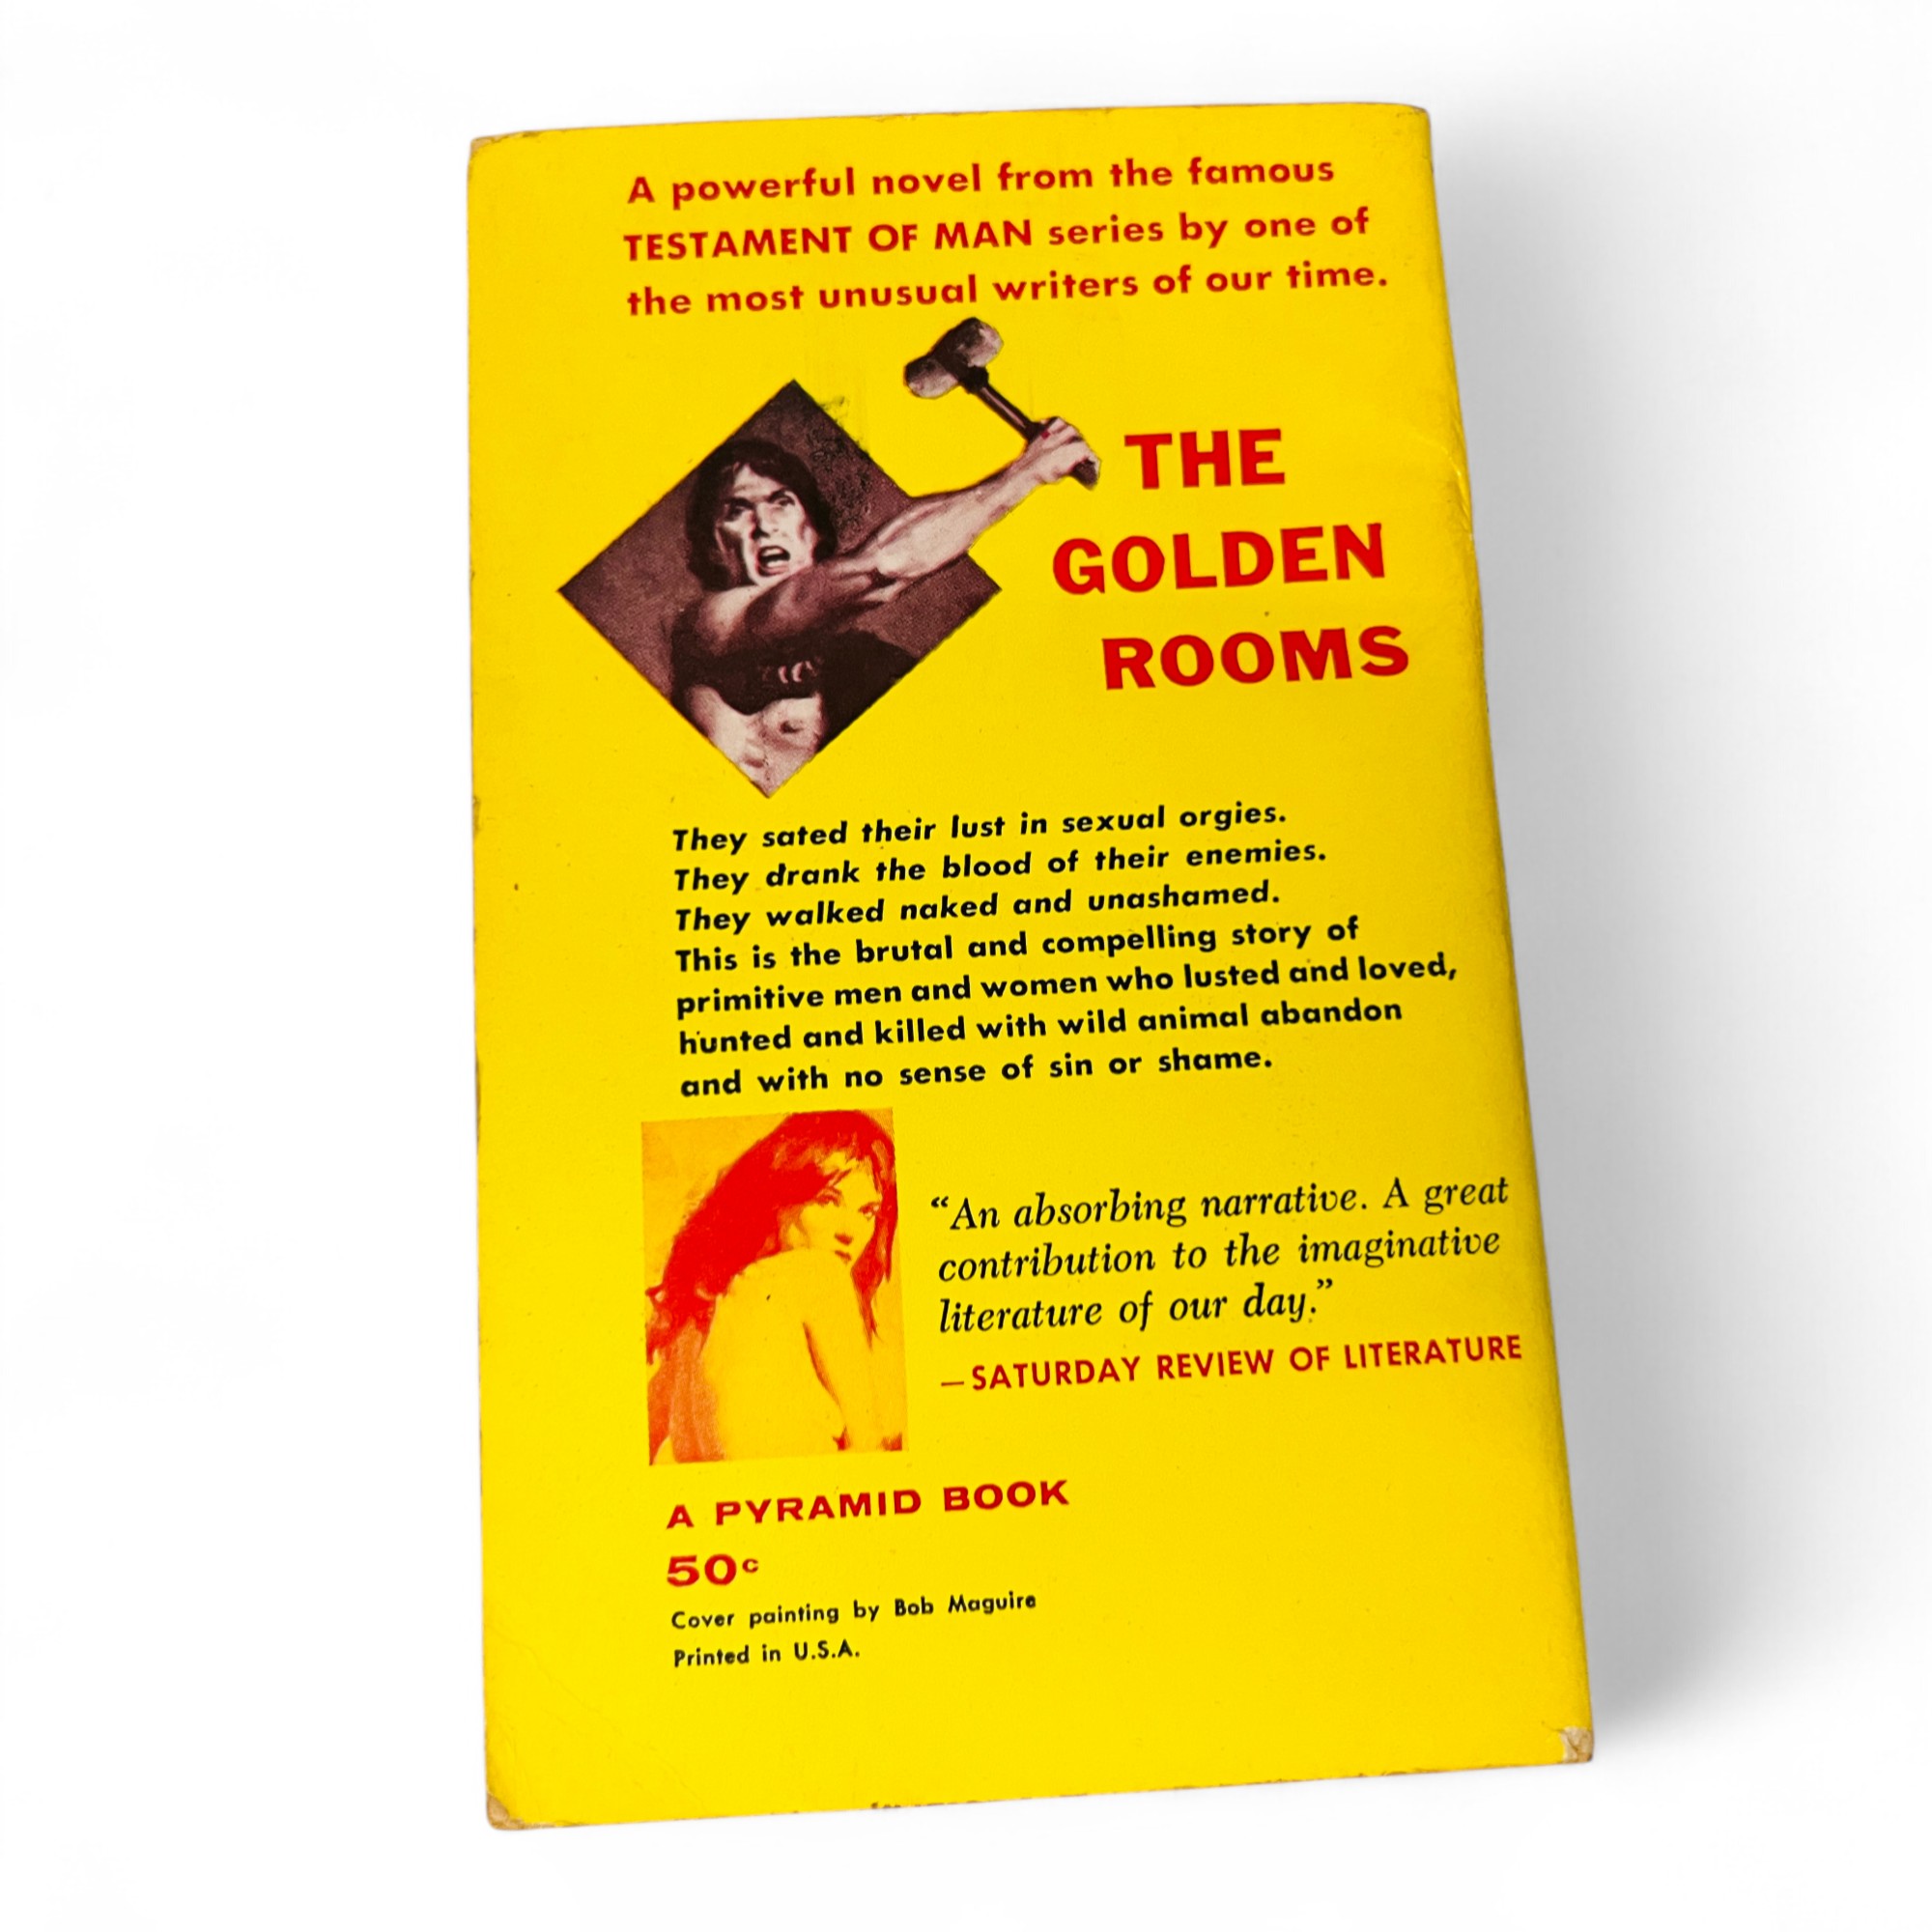 A powerful novel from the famous
TESTAMENT OF MAN series by one of
the most unusual writers of our time.
THE
GOLDEN
ROOMS
They sated their lust in sexual orgies.
They drank the blood of their enemies.
They walked naked and unashamed.
This is the brutal and compelling story of
primitive men and women who lusted and loved,
hunted and killed with wild animal abandon
and with no sense of sin or shame.
“An absorbing narrative. A great
contribution to the imaginative
literature of our day.”
—SATURDAY REVIEW OF LITERATURE
A PYRAMID BOOK
50c
Cover painting by Bob Maguire
Printed in U.S.A.